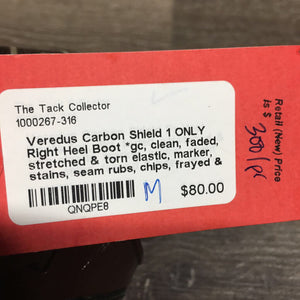 The Tack Collector
1000267-316
Veredus Carbon Shield 1 ONLY
Right Heel Boot *gc, clean, faded,
stretched & torn elastic, marker,
stains, seam rubs, chips, frayed &
QNQPE8
M
$80.00
Retail (New) Price
is $ 300/pr